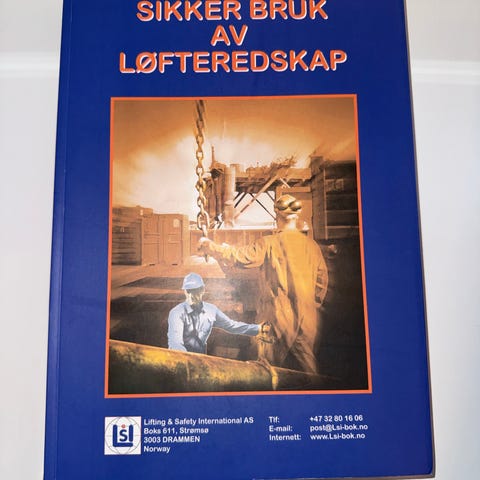 SIKKER BRUK
AV
LØFTEREDSKAP
LSI
Lifting & Safety International AS
Boks 611, Strømsø
3003 DRAMMEN
Norway
Tlf: +47 32 80 16 06
E-mail: post@Lsi-bok.no
Internett: www.Lsi-bok.no